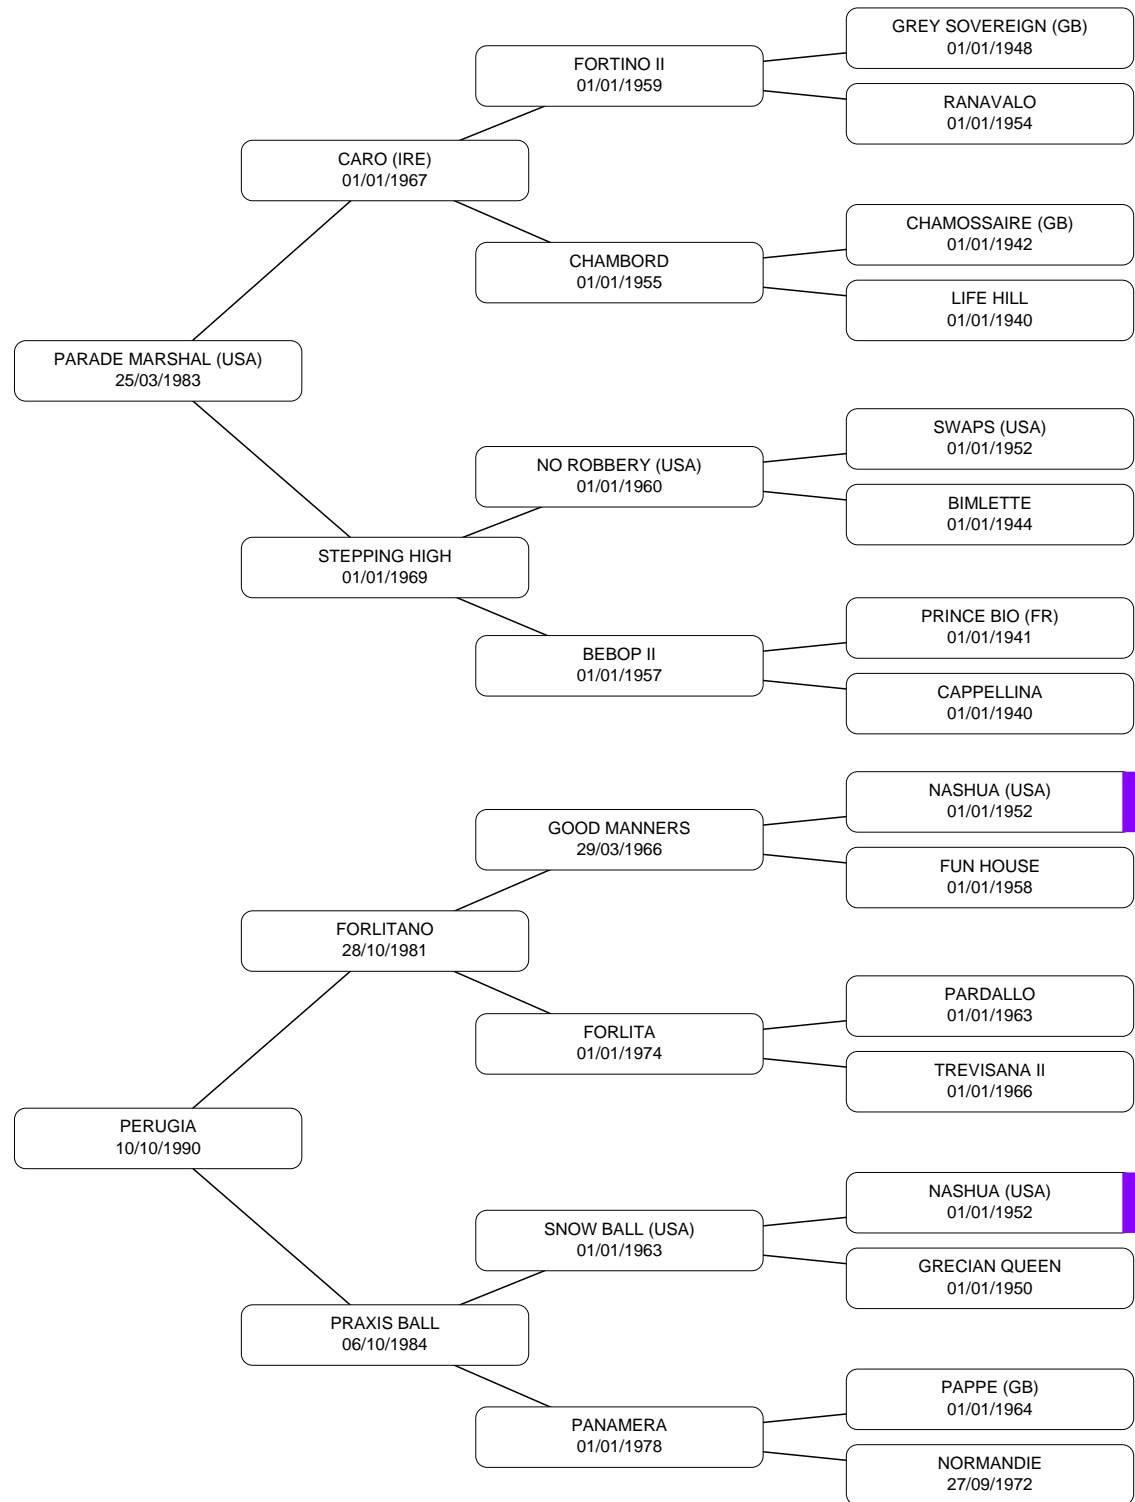 GREY SOVEREIGN (GB)
01/01/1948
FORTINO II
01/01/1959
RANAVALO
01/01/1954
CARO (IRE)
01/01/1967
CHAMOSSAIRE (GB)
01/01/1942
CHAMBORD
01/01/1955
LIFE HILL
01/01/1940
PARADE MARSHAL (USA)
25/03/1983
SWAPS (USA)
01/01/1952
NO ROBBERY (USA)
01/01/1960
BIMLETTE
01/01/1944
STEPPING HIGH
01/01/1969
PRINCE BIO (FR)
01/01/1941
BEBOP II
01/01/1957
CAPPELLINA
01/01/1940
NASHUA (USA)
01/01/1952
GOOD MANNERS
29/03/1966
FUN HOUSE
01/01/1958
FORLITANO
28/10/1981
PARDALLO
01/01/1963
FORLITA
01/01/1974
TREVISANA II
01/01/1966
PERUGIA
10/10/1990
NASHUA (USA)
01/01/1952
SNOW BALL (USA)
01/01/1963
GRECIAN QUEEN
01/01/1950
PRAXIS BALL
06/10/1984
PAPPE (GB)
01/01/1964
PANAMERA
01/01/1978
NORMANDIE
27/09/1972